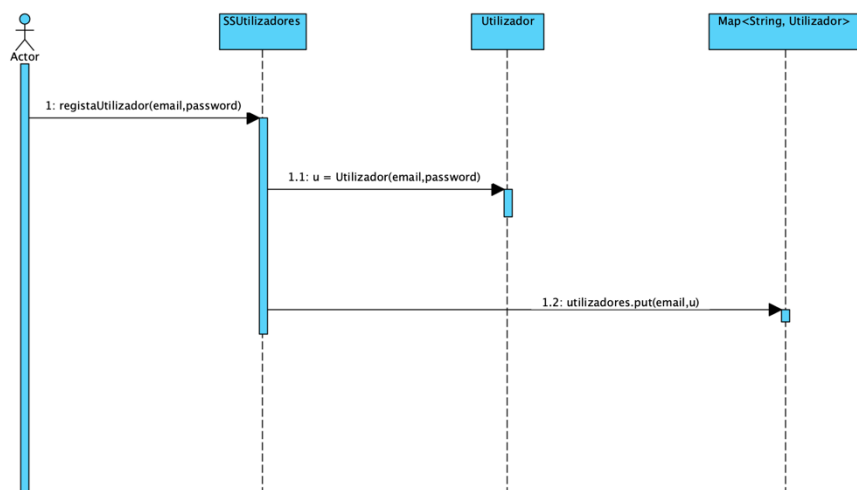 SSUtilizadores
Utilizador
Map<String, Utilizador>
Actor
1: registaUtilizador(email,password)
1.1: u = Utilizador(email,password)
1.2: utilizadores.put(email,u)